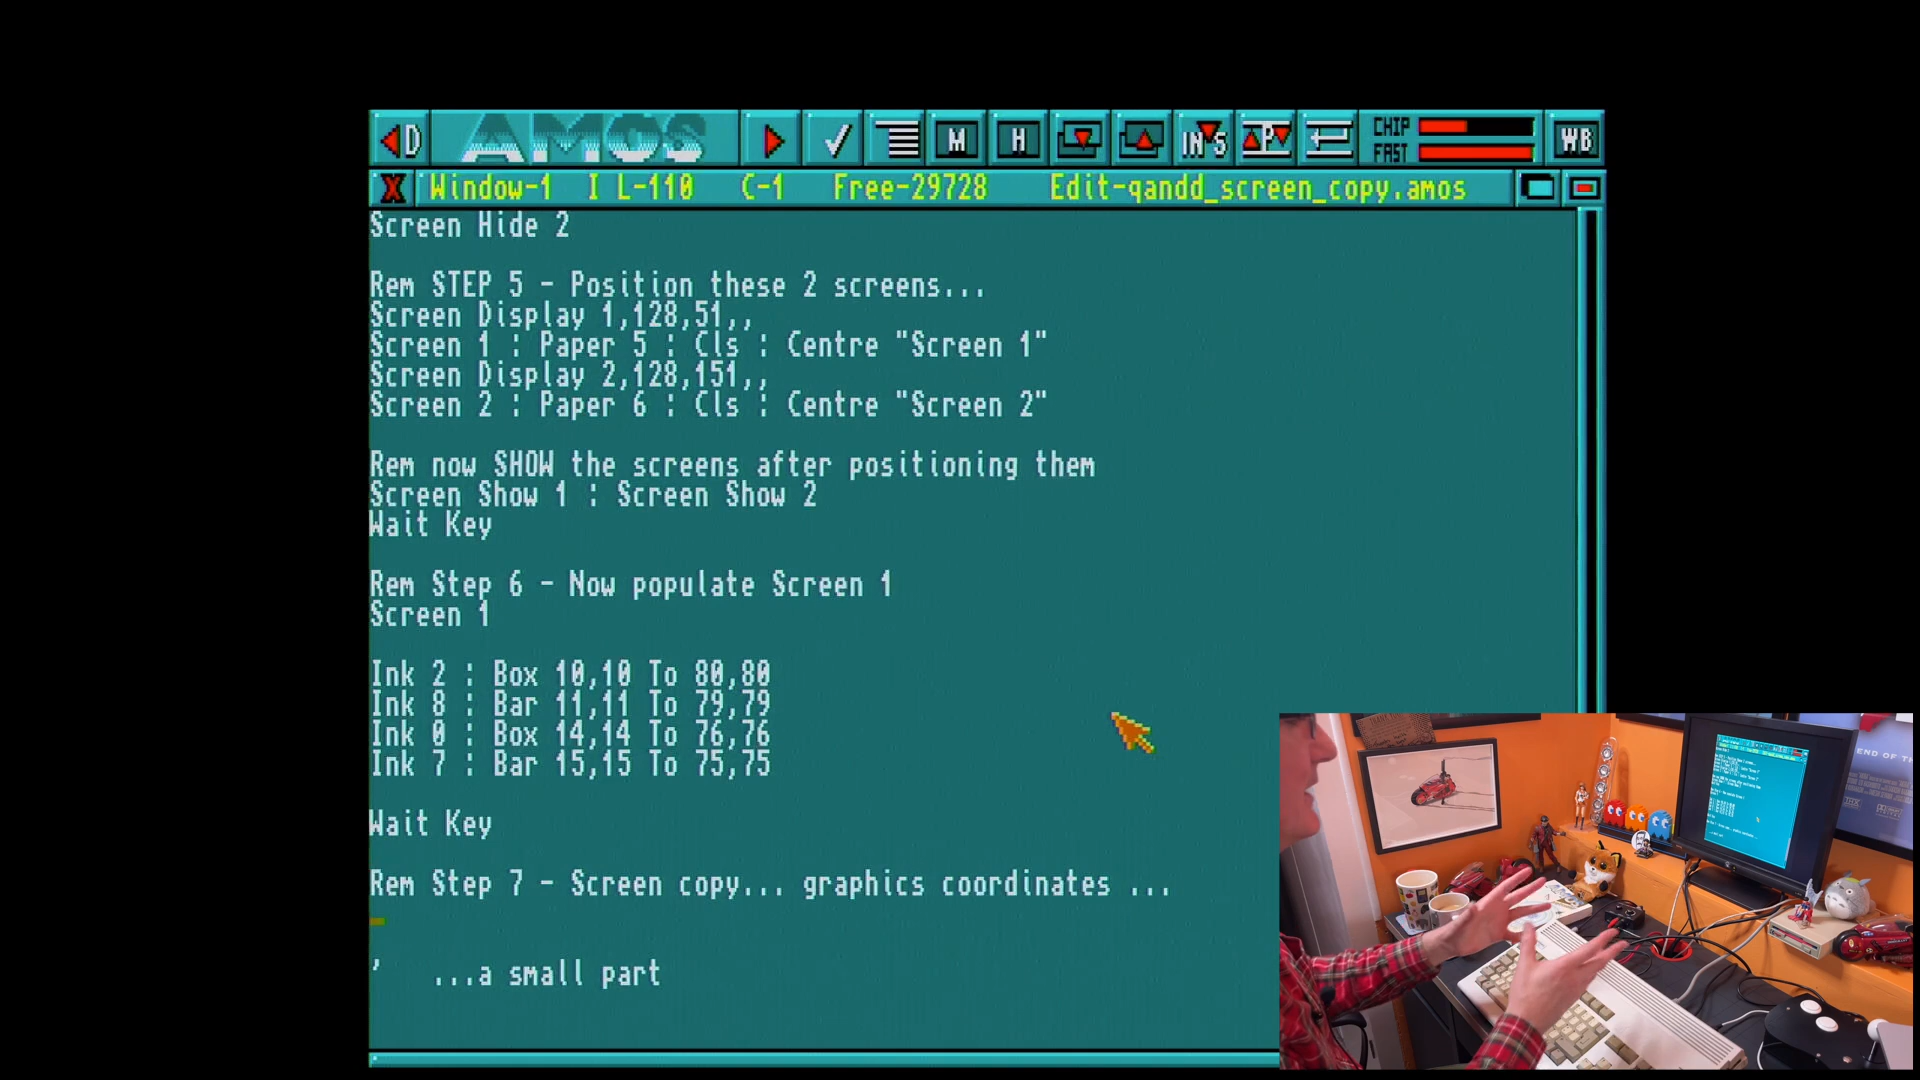 D AMOS M H IN S P CHIP FAST WB
X Window-1 I L-110 C-1 Free-29728 Edit-qandd_screen_copy.amos
Screen Hide 2
Rem STEP 5 - Position these 2 screens...
Screen Display 1,128,51,,
Screen 1 : Paper 5 : Cls : Centre "Screen 1"
Screen Display 2,128,151,,
Screen 2 : Paper 6 : Cls : Centre "Screen 2"
Rem now SHOW the screens after positioning them
Screen Show 1 : Screen Show 2
Wait Key
Rem Step 6 - Now populate Screen 1
Screen 1
Ink 2 : Box 10,10 To 80,80
Ink 8 : Bar 11,11 To 79,79
Ink 0 : Box 14,14 To 76,76
Ink 7 : Bar 15,15 To 75,75
Wait Key
Rem Step 7 - Screen copy... graphics coordinates ...
' ...a small part
END OF